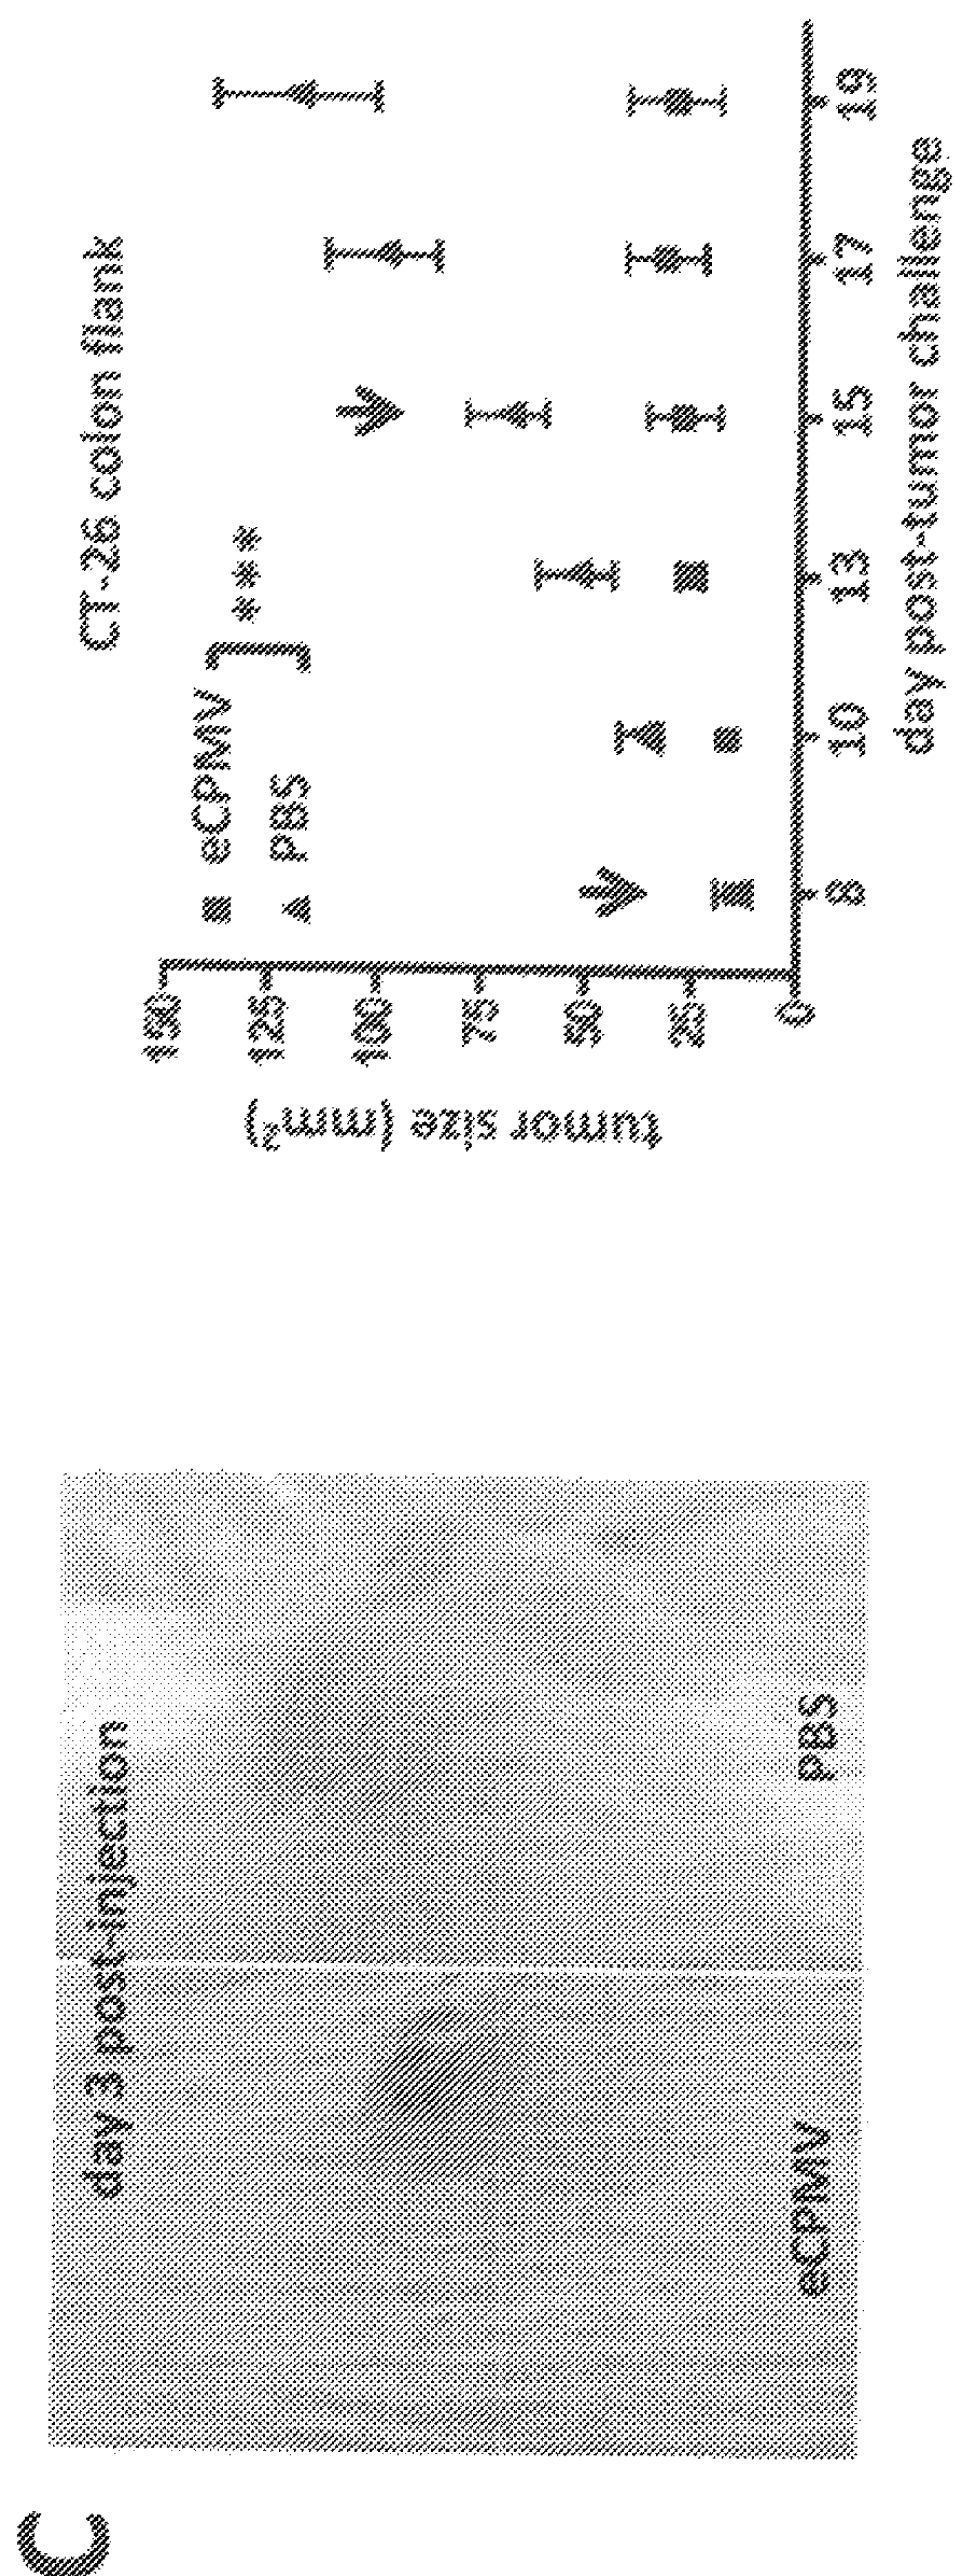 C
day 3 post-injection
eCPMV
PBS
CT-26 colon flank
eCPMV
PBS
***
tumor size (mm²)
150
125
100
75
50
25
0
8
10
13
15
17
19
day post-tumor challenge